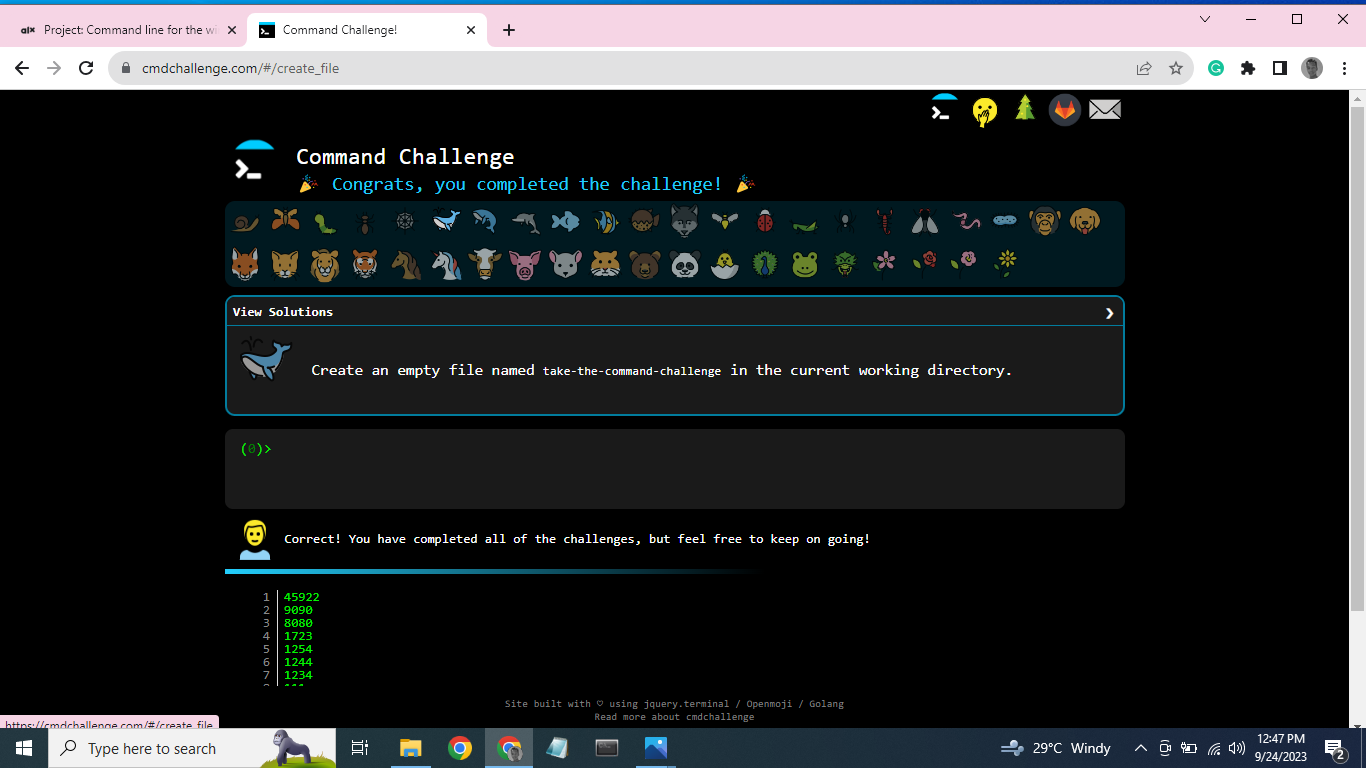 Project: Command line for the wi
Command Challenge!
cmdchallenge.com/#/create_file
Command Challenge
Congrats, you completed the challenge!
View Solutions
Create an empty file named take-the-command-challenge in the current working directory.
(0)>
Correct! You have completed all of the challenges, but feel free to keep on going!
1 45922
2 9090
3 8080
4 1723
5 1254
6 1244
7 1234
Site built with ♡ using jquery.terminal / Openmoji / Golang
Read more about cmdchallenge
https://cmdchallenge.com/#/create_file
Type here to search
29°C Windy
12:47 PM
9/24/2023
2